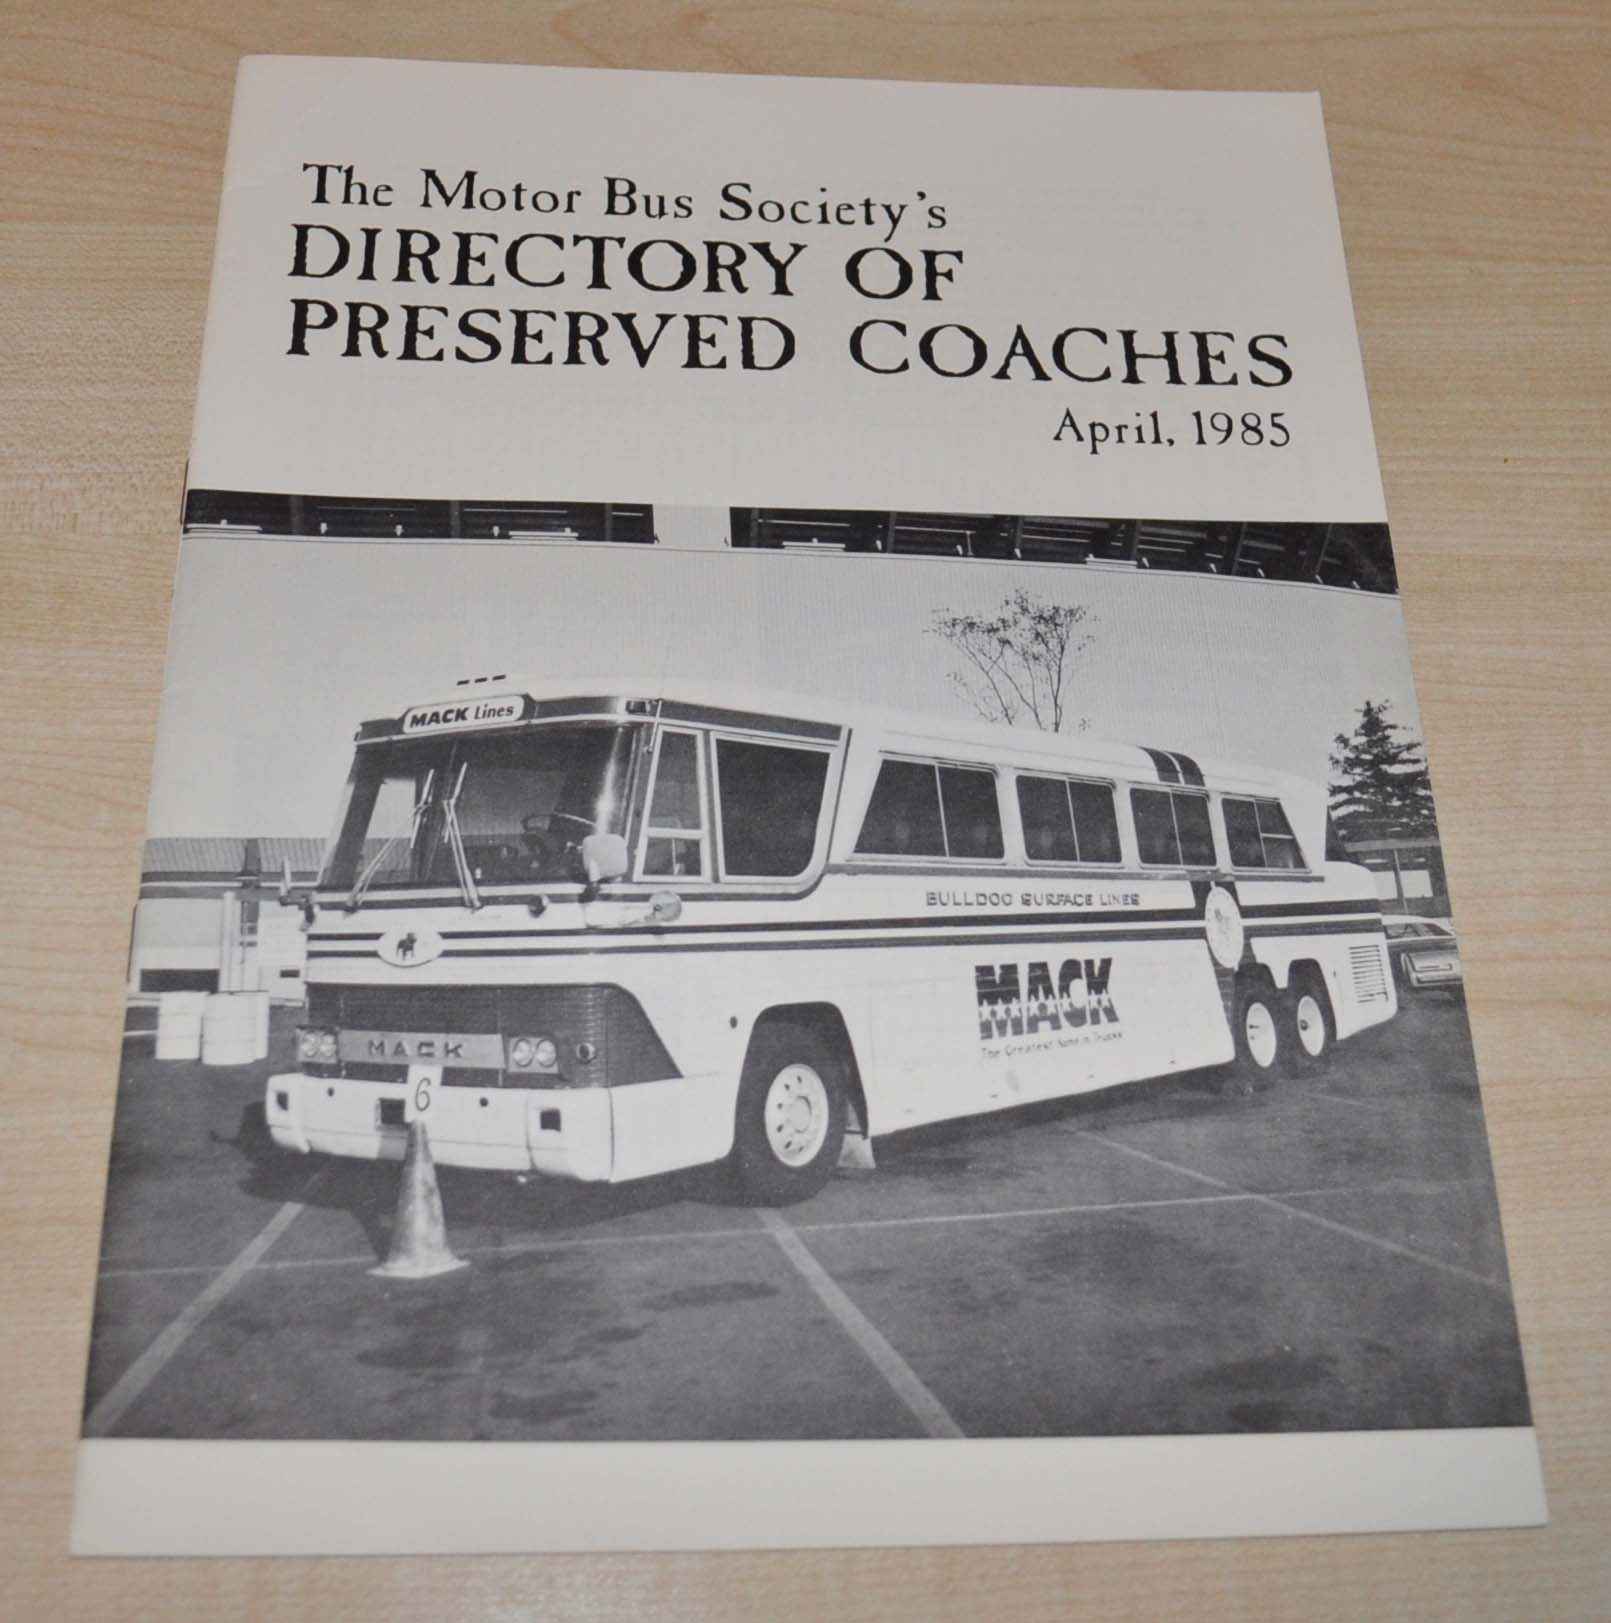 The Motor Bus Society's
DIRECTORY OF
PRESERVED COACHES
April, 1985
MACK Lines
BULLDOG SURFACE LINES
MACK
The Greatest Name in Trucks
MACK
6